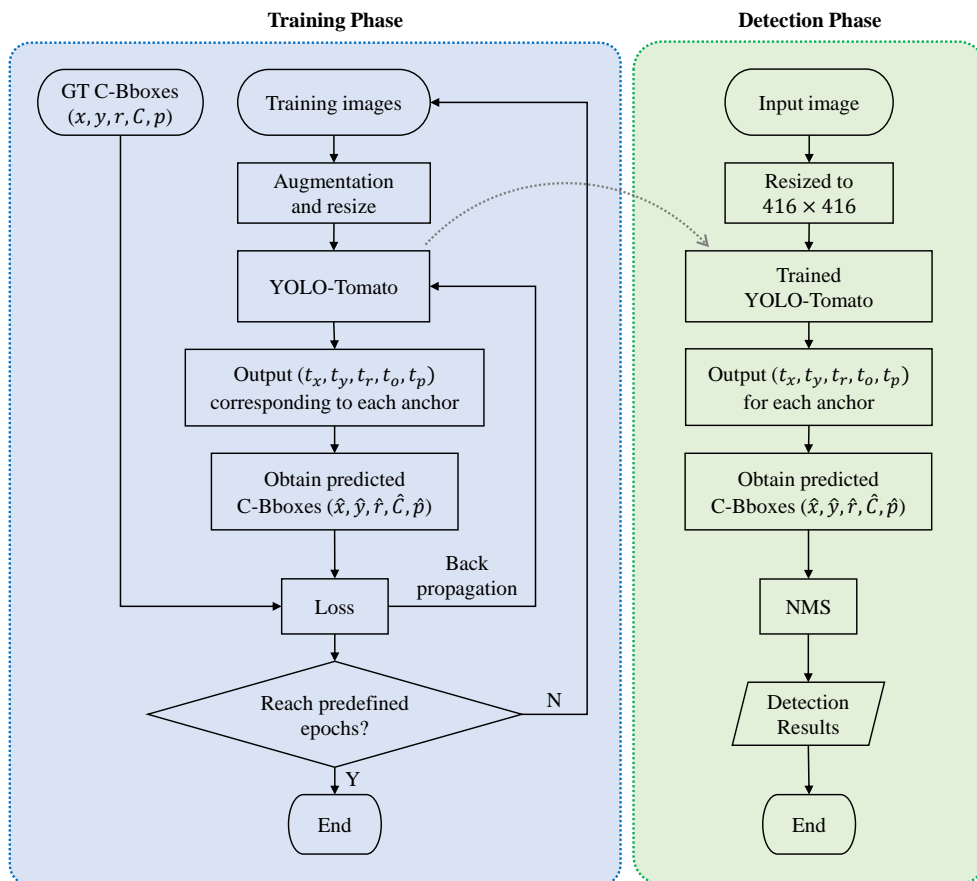 Training Phase
GT C-Bboxes
(x, y, r, C, p)
Training images
Augmentation
and resize
YOLO-Tomato
Output (t_x, t_y, t_r, t_o, t_p)
corresponding to each anchor
Obtain predicted
C-Bboxes (x̂, ŷ, r̂, Ĉ, p̂)
Back
propagation
Loss
Reach predefined
epochs?
N
Y
End
Detection Phase
Input image
Resized to
416 × 416
Trained
YOLO-Tomato
Output (t_x, t_y, t_r, t_o, t_p)
for each anchor
Obtain predicted
C-Bboxes (x̂, ŷ, r̂, Ĉ, p̂)
NMS
Detection
Results
End